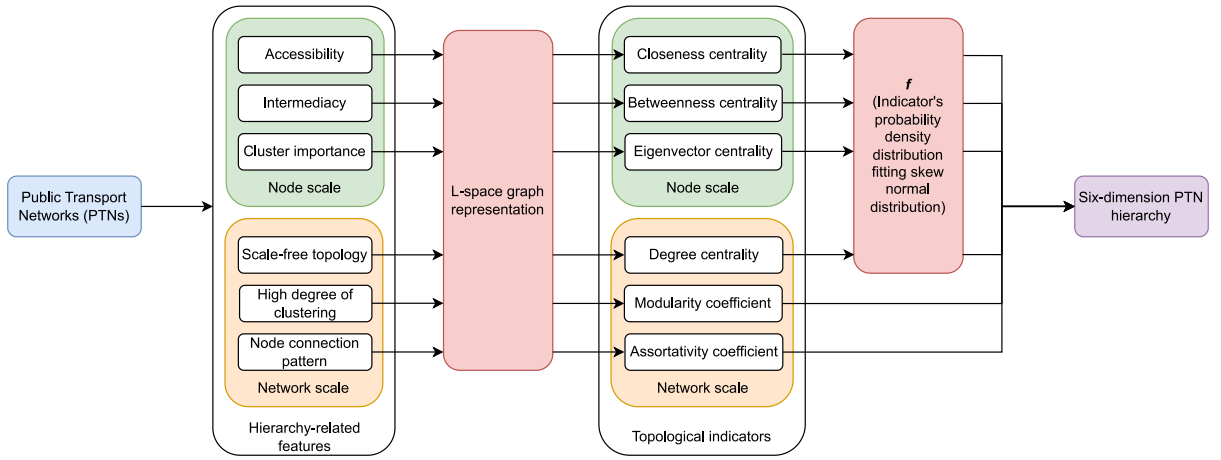 Public Transport
Networks (PTNs)
Accessibility
Intermediacy
Cluster importance
Node scale
Scale-free topology
High degree of
clustering
Node connection
pattern
Network scale
Hierarchy-related
features
L-space graph
representation
Closeness centrality
Betweenness centrality
Eigenvector centrality
Node scale
Degree centrality
Modularity coefficient
Assortativity coefficient
Network scale
Topological indicators
f
(Indicator's
probability
density
distribution
fitting skew
normal
distribution)
Six-dimension PTN
hierarchy